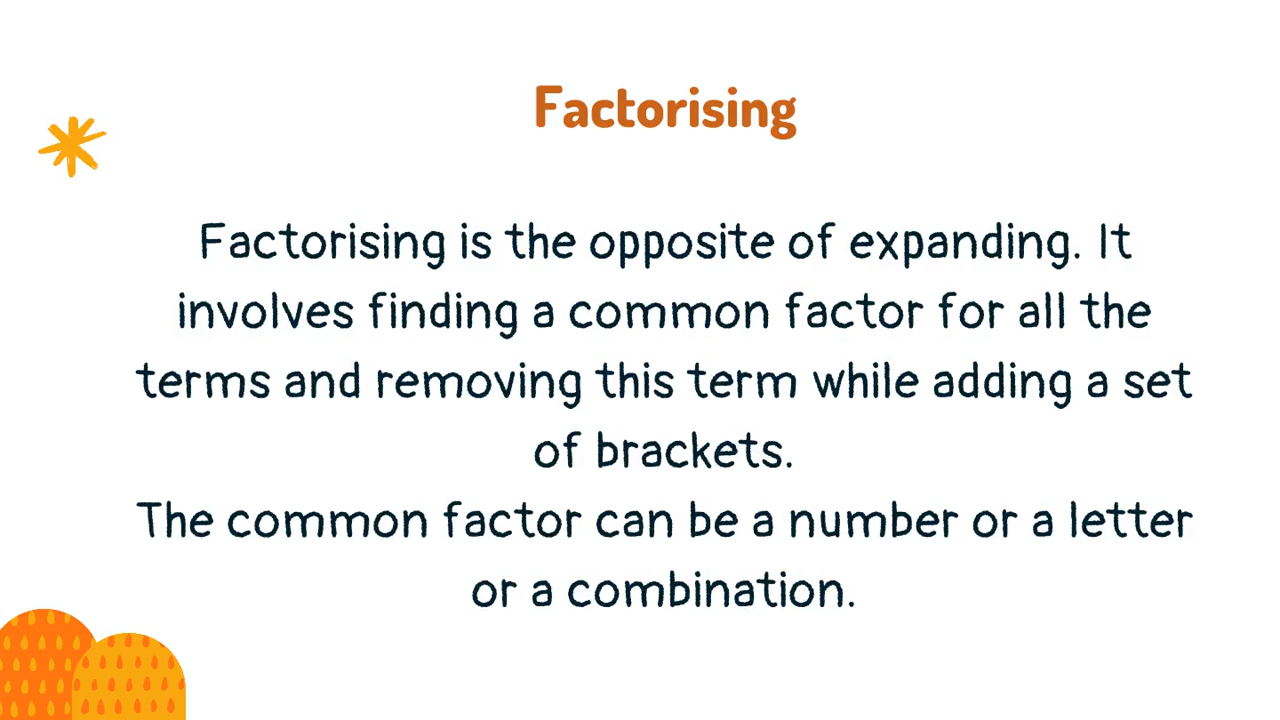 Factorising
Factorising is the opposite of expanding. It
involves finding a common factor for all the
terms and removing this term while adding a set
of brackets.
The common factor can be a number or a letter
or a combination.